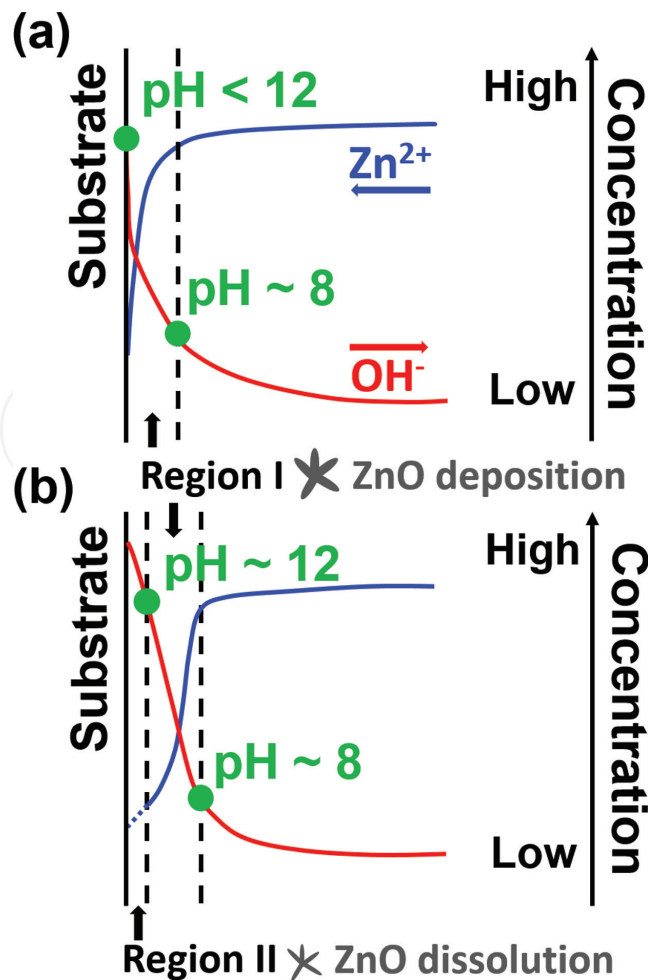 (a)
Substrate
pH < 12
Zn²⁺
pH ~ 8
OH⁻
High
Low
Concentration
Region I ZnO deposition
(b)
Substrate
pH ~ 12
pH ~ 8
High
Low
Concentration
Region II ZnO dissolution